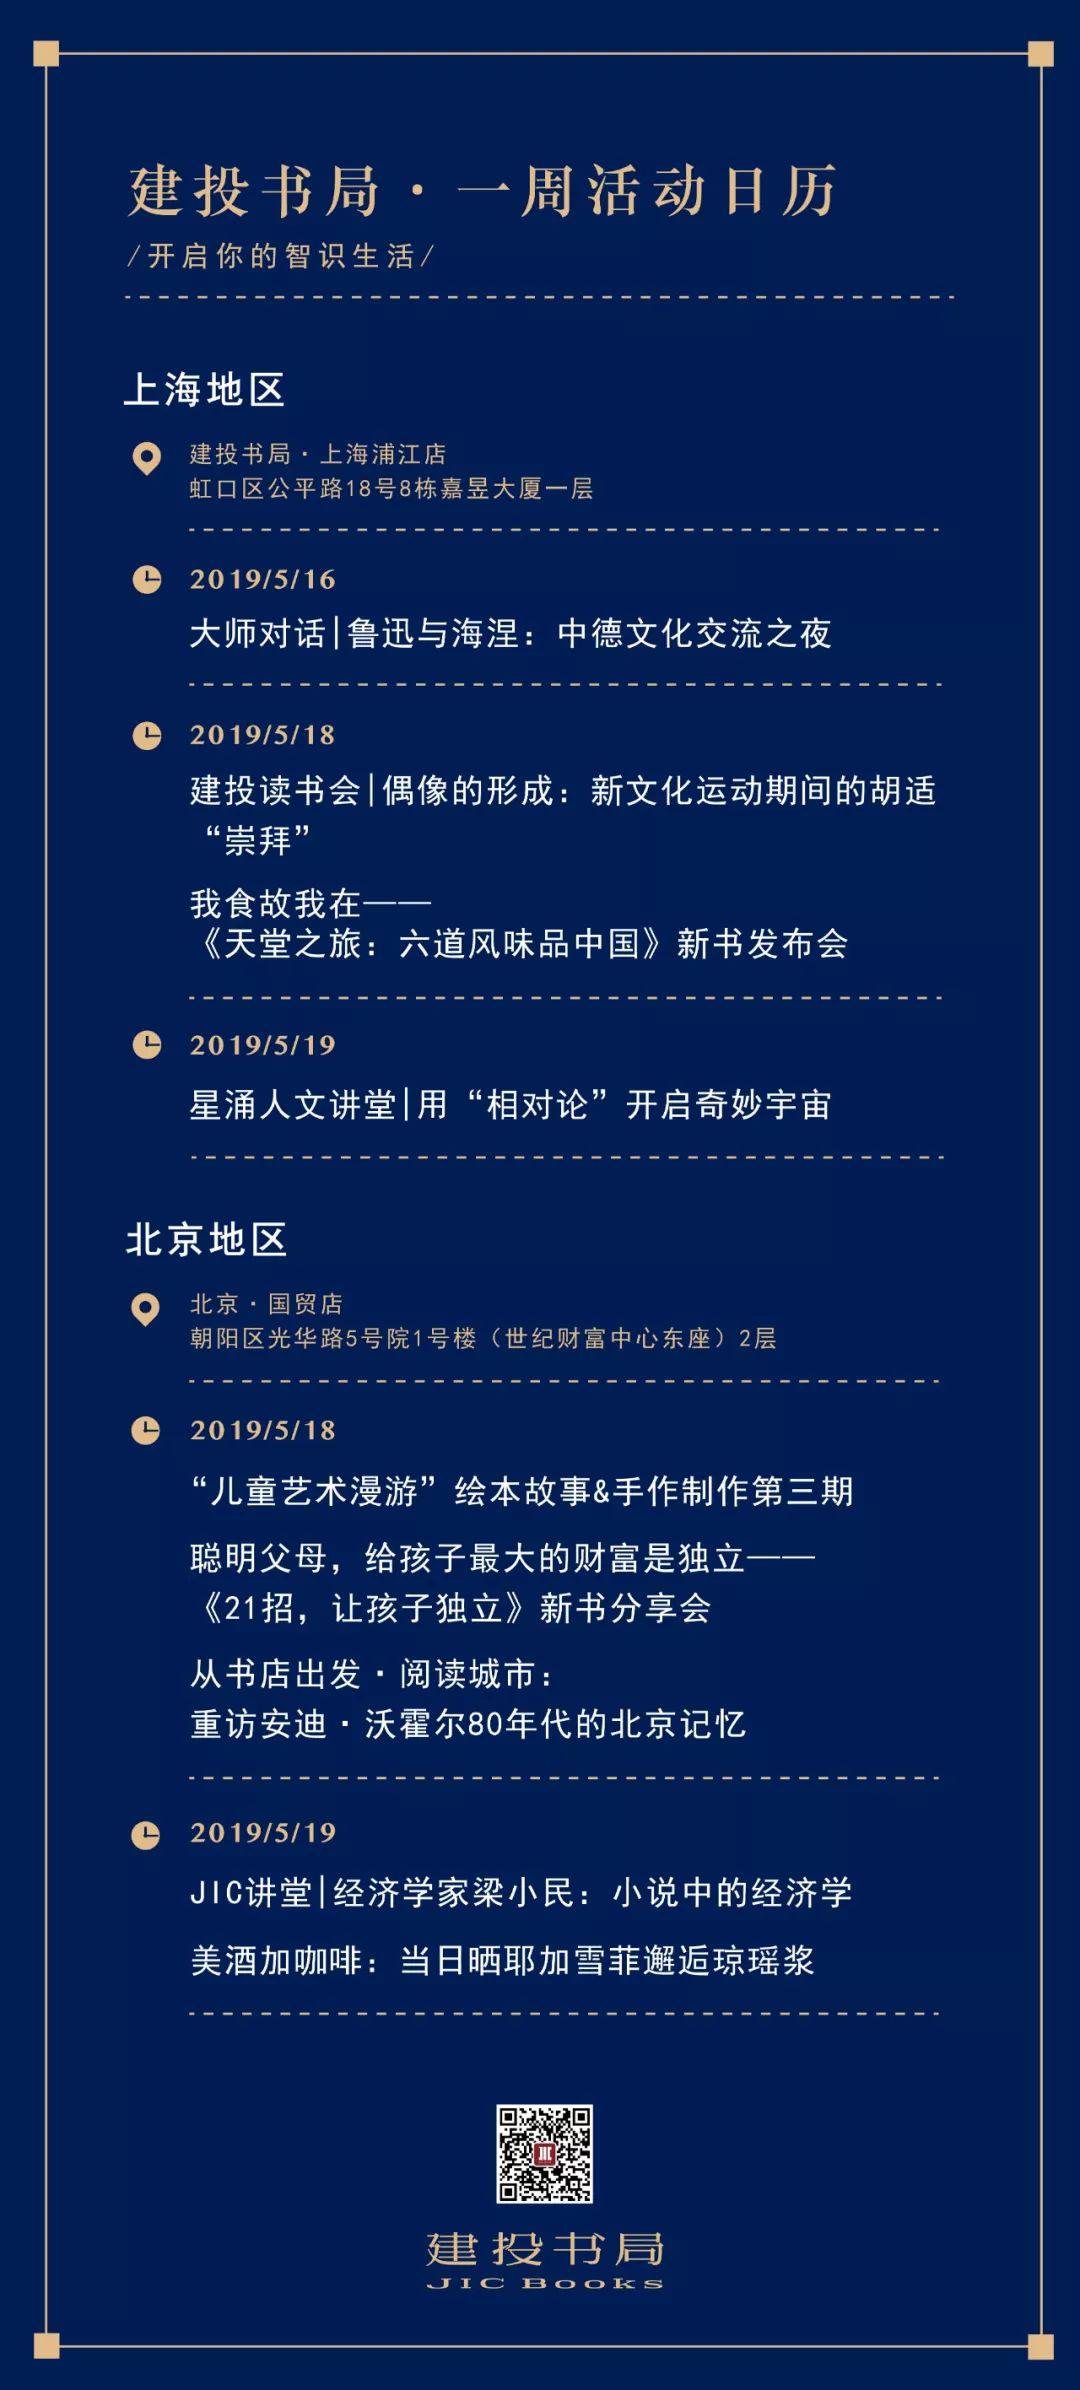 建投书局·一周活动日历
/开启你的智识生活/
上海地区
建投书局·上海浦江店
虹口区公平路18号8栋嘉昱大厦一层
2019/5/16
大师对话|鲁迅与海涅：中德文化交流之夜
2019/5/18
建投读书会|偶像的形成：新文化运动期间的胡适
“崇拜”
我食故我在——
《天堂之旅：六道风味品中国》新书发布会
2019/5/19
星涌人文讲堂|用“相对论”开启奇妙宇宙
北京地区
北京·国贸店
朝阳区光华路5号院1号楼（世纪财富中心东座）2层
2019/5/18
“儿童艺术漫游”绘本故事&手作制作第三期
聪明父母，给孩子最大的财富是独立——
《21招，让孩子独立》新书分享会
从书店出发·阅读城市：
重访安迪·沃霍尔80年代的北京记忆
2019/5/19
JIC讲堂|经济学家梁小民：小说中的经济学
美酒加咖啡：当日晒耶加雪菲邂逅琼瑶浆
JIC
建投书局
JIC Books